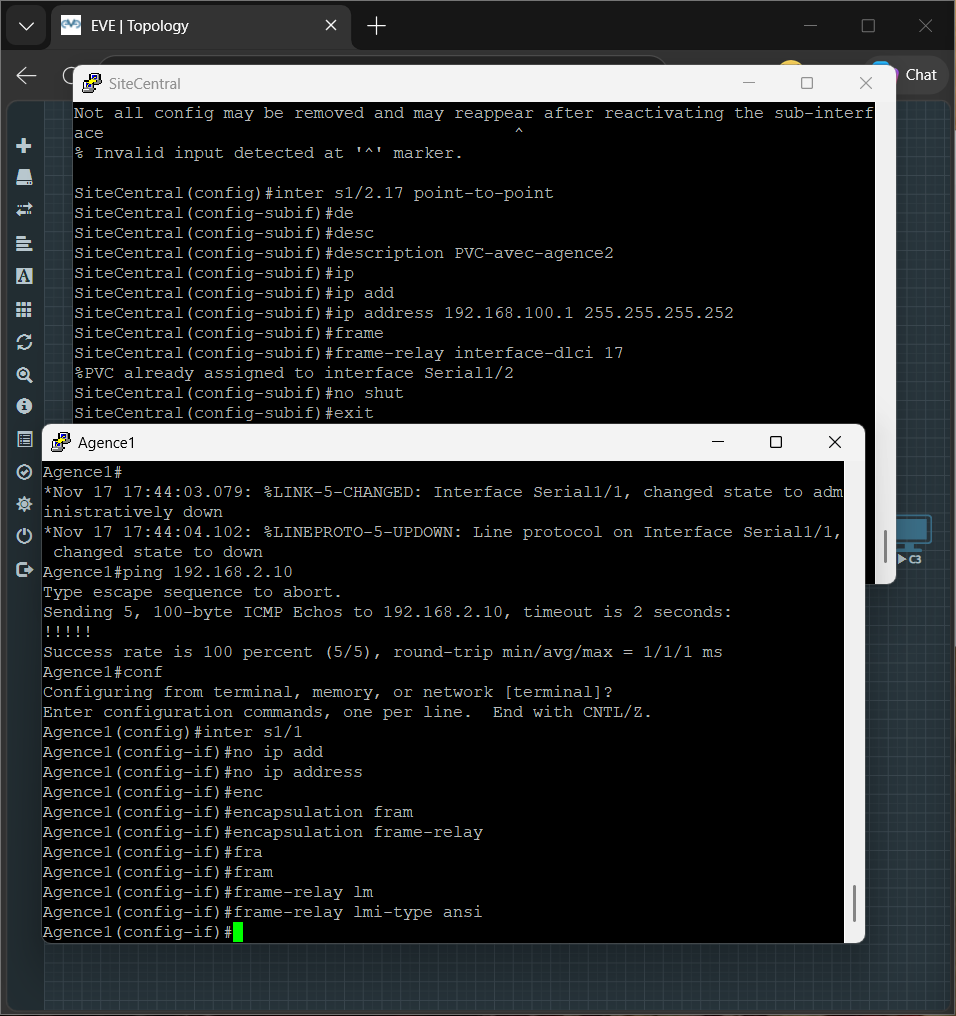 EVE | Topology
Chat
SiteCentral
Not all config may be removed and may reappear after reactivating the sub-interf
ace                                         ^
% Invalid input detected at '^' marker.
SiteCentral(config)#inter s1/2.17 point-to-point
SiteCentral(config-subif)#de
SiteCentral(config-subif)#desc
SiteCentral(config-subif)#description PVC-avec-agence2
SiteCentral(config-subif)#ip
SiteCentral(config-subif)#ip add
SiteCentral(config-subif)#ip address 192.168.100.1 255.255.255.252
SiteCentral(config-subif)#frame
SiteCentral(config-subif)#frame-relay interface-dlci 17
%PVC already assigned to interface Serial1/2
SiteCentral(config-subif)#no shut
SiteCentral(config-subif)#exit
Agence1
Agence1#
*Nov 17 17:44:03.079: %LINK-5-CHANGED: Interface Serial1/1, changed state to adm
inistratively down
*Nov 17 17:44:04.102: %LINEPROTO-5-UPDOWN: Line protocol on Interface Serial1/1,
 changed state to down
Agence1#ping 192.168.2.10
Type escape sequence to abort.
Sending 5, 100-byte ICMP Echos to 192.168.2.10, timeout is 2 seconds:
!!!!!
Success rate is 100 percent (5/5), round-trip min/avg/max = 1/1/1 ms
Agence1#conf
Configuring from terminal, memory, or network [terminal]?
Enter configuration commands, one per line.  End with CNTL/Z.
Agence1(config)#inter s1/1
Agence1(config-if)#no ip add
Agence1(config-if)#no ip address
Agence1(config-if)#enc
Agence1(config-if)#encapsulation fram
Agence1(config-if)#encapsulation frame-relay
Agence1(config-if)#fra
Agence1(config-if)#fram
Agence1(config-if)#frame-relay lm
Agence1(config-if)#frame-relay lmi-type ansi
Agence1(config-if)#
C3